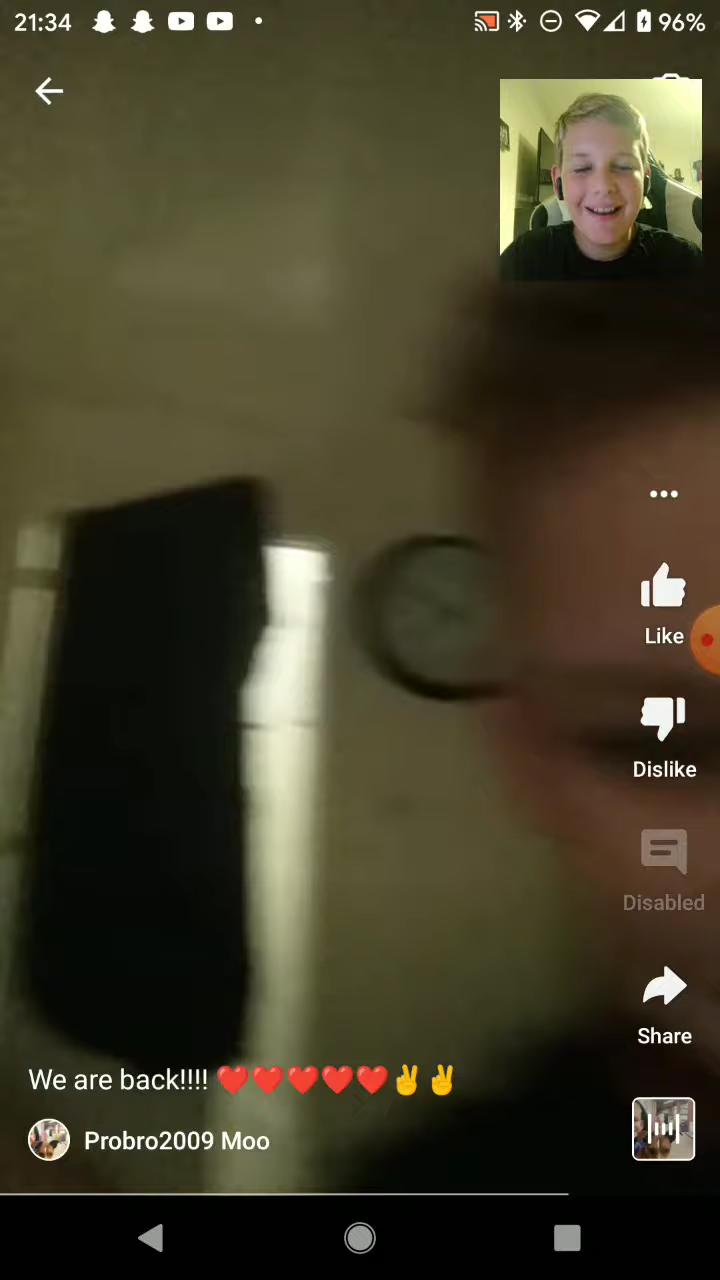 21:34 96%
Like
Dislike
Disabled
Share
We are back!!!! ❤️❤️❤️❤️❤️✌️✌️
Probro2009 Moo